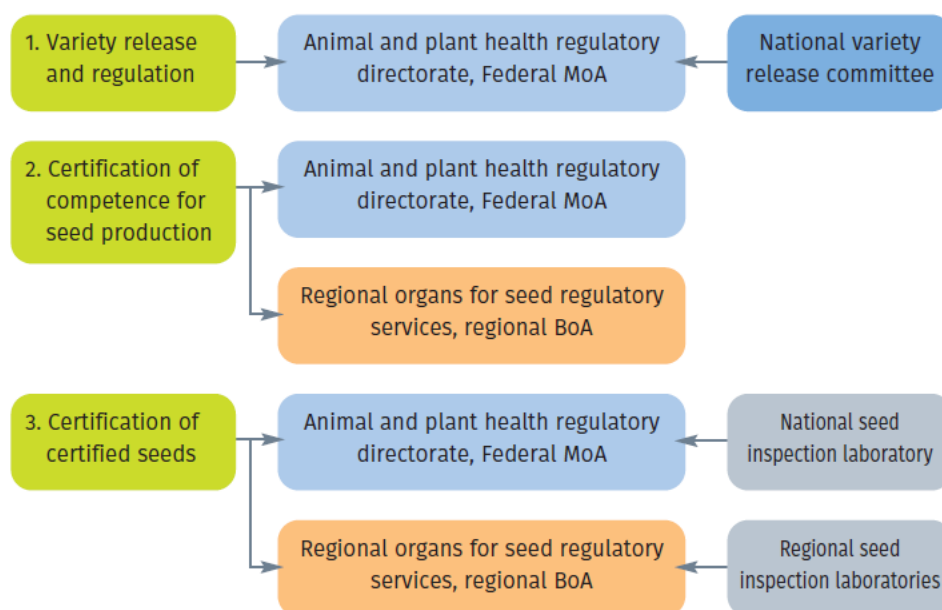 1. Variety release
and regulation
Animal and plant health regulatory
directorate, Federal MoA
National variety
release committee
2. Certification of
competence for
seed production
Animal and plant health regulatory
directorate, Federal MoA
Regional organs for seed regulatory
services, regional BoA
3. Certification of
certified seeds
Animal and plant health regulatory
directorate, Federal MoA
National seed
inspection laboratory
Regional organs for seed regulatory
services, regional BoA
Regional seed
inspection laboratories